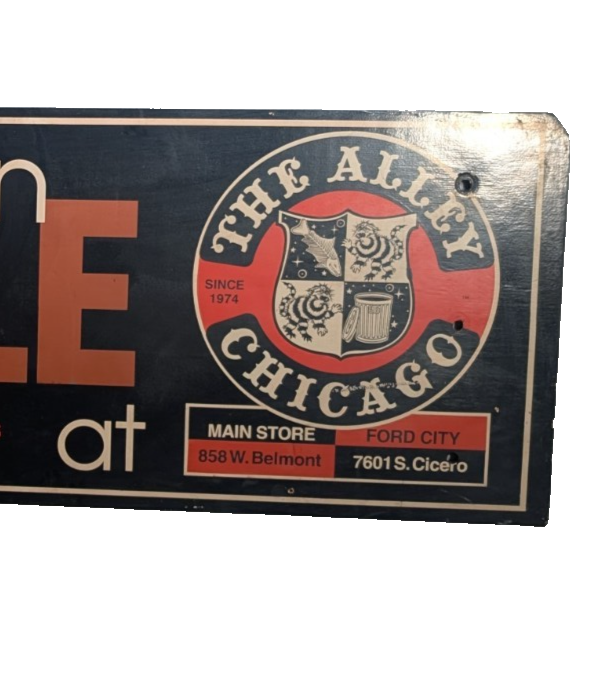 n
LE
at
THE ALLEY
SINCE
1974
CHICAGO
MAIN STORE
858 W. Belmont
FORD CITY
7601 S. Cicero